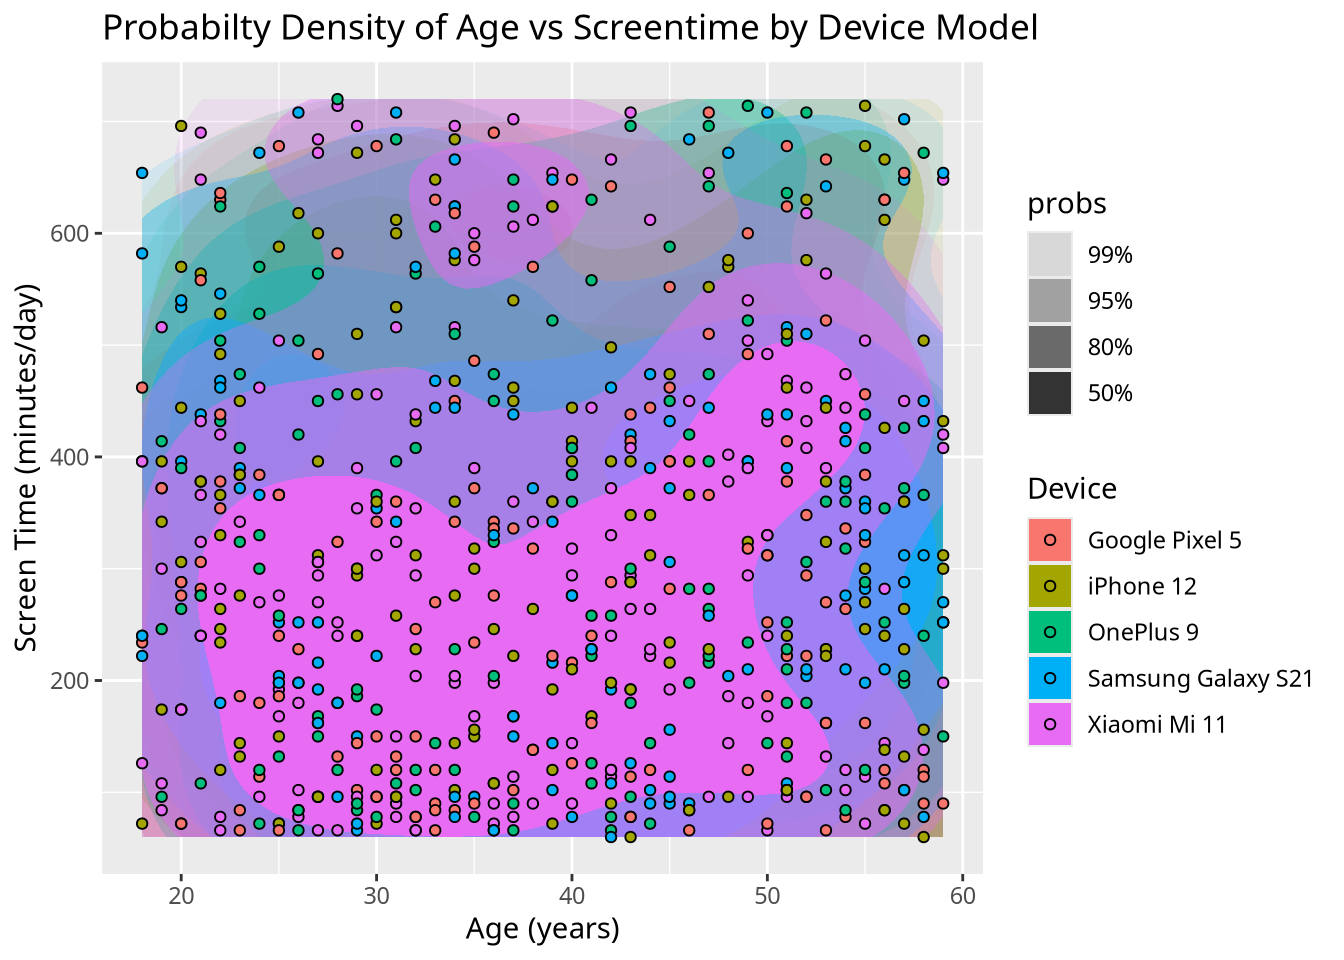 Probabilty Density of Age vs Screentime by Device Model
Screen Time (minutes/day)
600
400
200
20 30 40 50 60
Age (years)
probs
99%
95%
80%
50%
Device
Google Pixel 5
iPhone 12
OnePlus 9
Samsung Galaxy S21
Xiaomi Mi 11